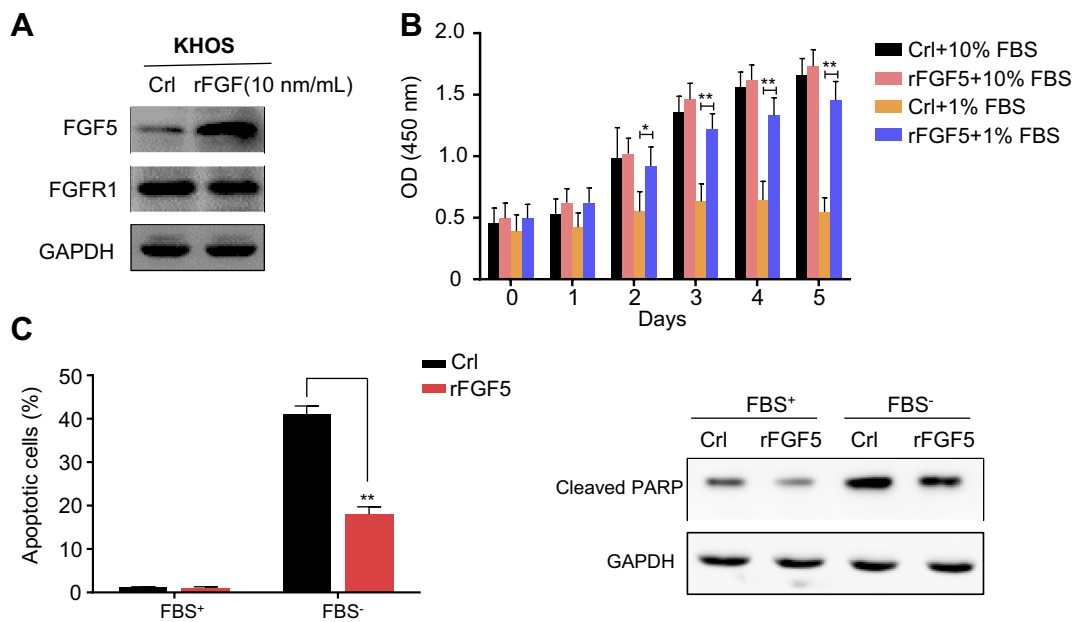 A
KHOS
Crl rFGF(10 nm/mL)
FGF5
FGFR1
GAPDH
B
OD (450 nm)
2.0
1.5
1.0
0.5
0
* ** ** **
0 1 2 3 4 5
Days
Crl+10% FBS
rFGF5+10% FBS
Crl+1% FBS
rFGF5+1% FBS
C
Apoptotic cells (%)
50
40
30
20
10
0
**
FBS+ FBS-
Crl
rFGF5
FBS+ FBS-
Crl rFGF5 Crl rFGF5
Cleaved PARP
GAPDH